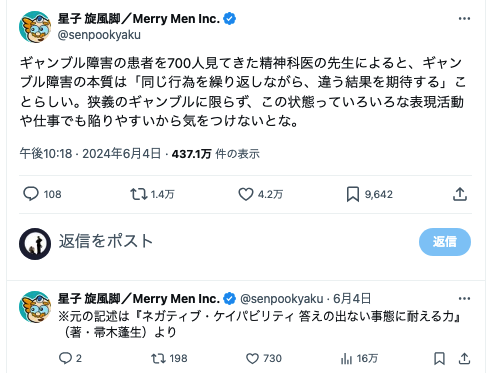 星子 旋風脚／Merry Men Inc.
@senpookyaku
ギャンブル障害の患者を700人見てきた精神科医の先生によると、ギャン
ブル障害の本質は「同じ行為を繰り返しながら、違う結果を期待する」こ
とらしい。狭義のギャンブルに限らず、この状態っていろいろな表現活動
や仕事でも陥りやすいから気をつけないとな。
午後10:18 · 2024年6月4日 · 437.1万 件の表示
108 1.4万 4.2万 9,642
返信をポスト 返信
星子 旋風脚／Merry Men Inc. @senpookyaku · 6月4日
※元の記述は『ネガティブ・ケイパビリティ 答えの出ない事態に耐える力』
（著・帚木蓬生）より
2 198 730 16万